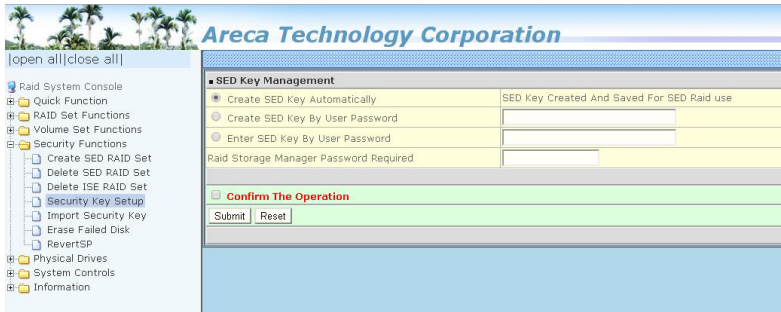 Areca Technology Corporation
|open all|close all|
Raid System Console
Quick Function
RAID Set Functions
Volume Set Functions
Security Functions
Create SED RAID Set
Delete SED RAID Set
Delete ISE RAID Set
Security Key Setup
Import Security Key
Erase Failed Disk
RevertSP
Physical Drives
System Controls
Information
SED Key Management
Create SED Key Automatically SED Key Created And Saved For SED Raid use
Create SED Key By User Password
Enter SED Key By User Password
Raid Storage Manager Password Required
Confirm The Operation
Submit Reset